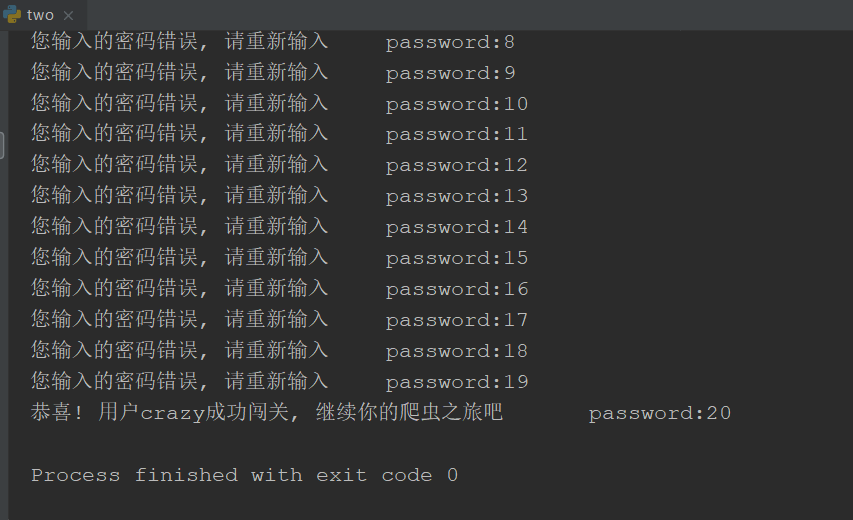 two
您输入的密码错误, 请重新输入 password:8
您输入的密码错误, 请重新输入 password:9
您输入的密码错误, 请重新输入 password:10
您输入的密码错误, 请重新输入 password:11
您输入的密码错误, 请重新输入 password:12
您输入的密码错误, 请重新输入 password:13
您输入的密码错误, 请重新输入 password:14
您输入的密码错误, 请重新输入 password:15
您输入的密码错误, 请重新输入 password:16
您输入的密码错误, 请重新输入 password:17
您输入的密码错误, 请重新输入 password:18
您输入的密码错误, 请重新输入 password:19
恭喜! 用户crazy成功闯关, 继续你的爬虫之旅吧 password:20
Process finished with exit code 0